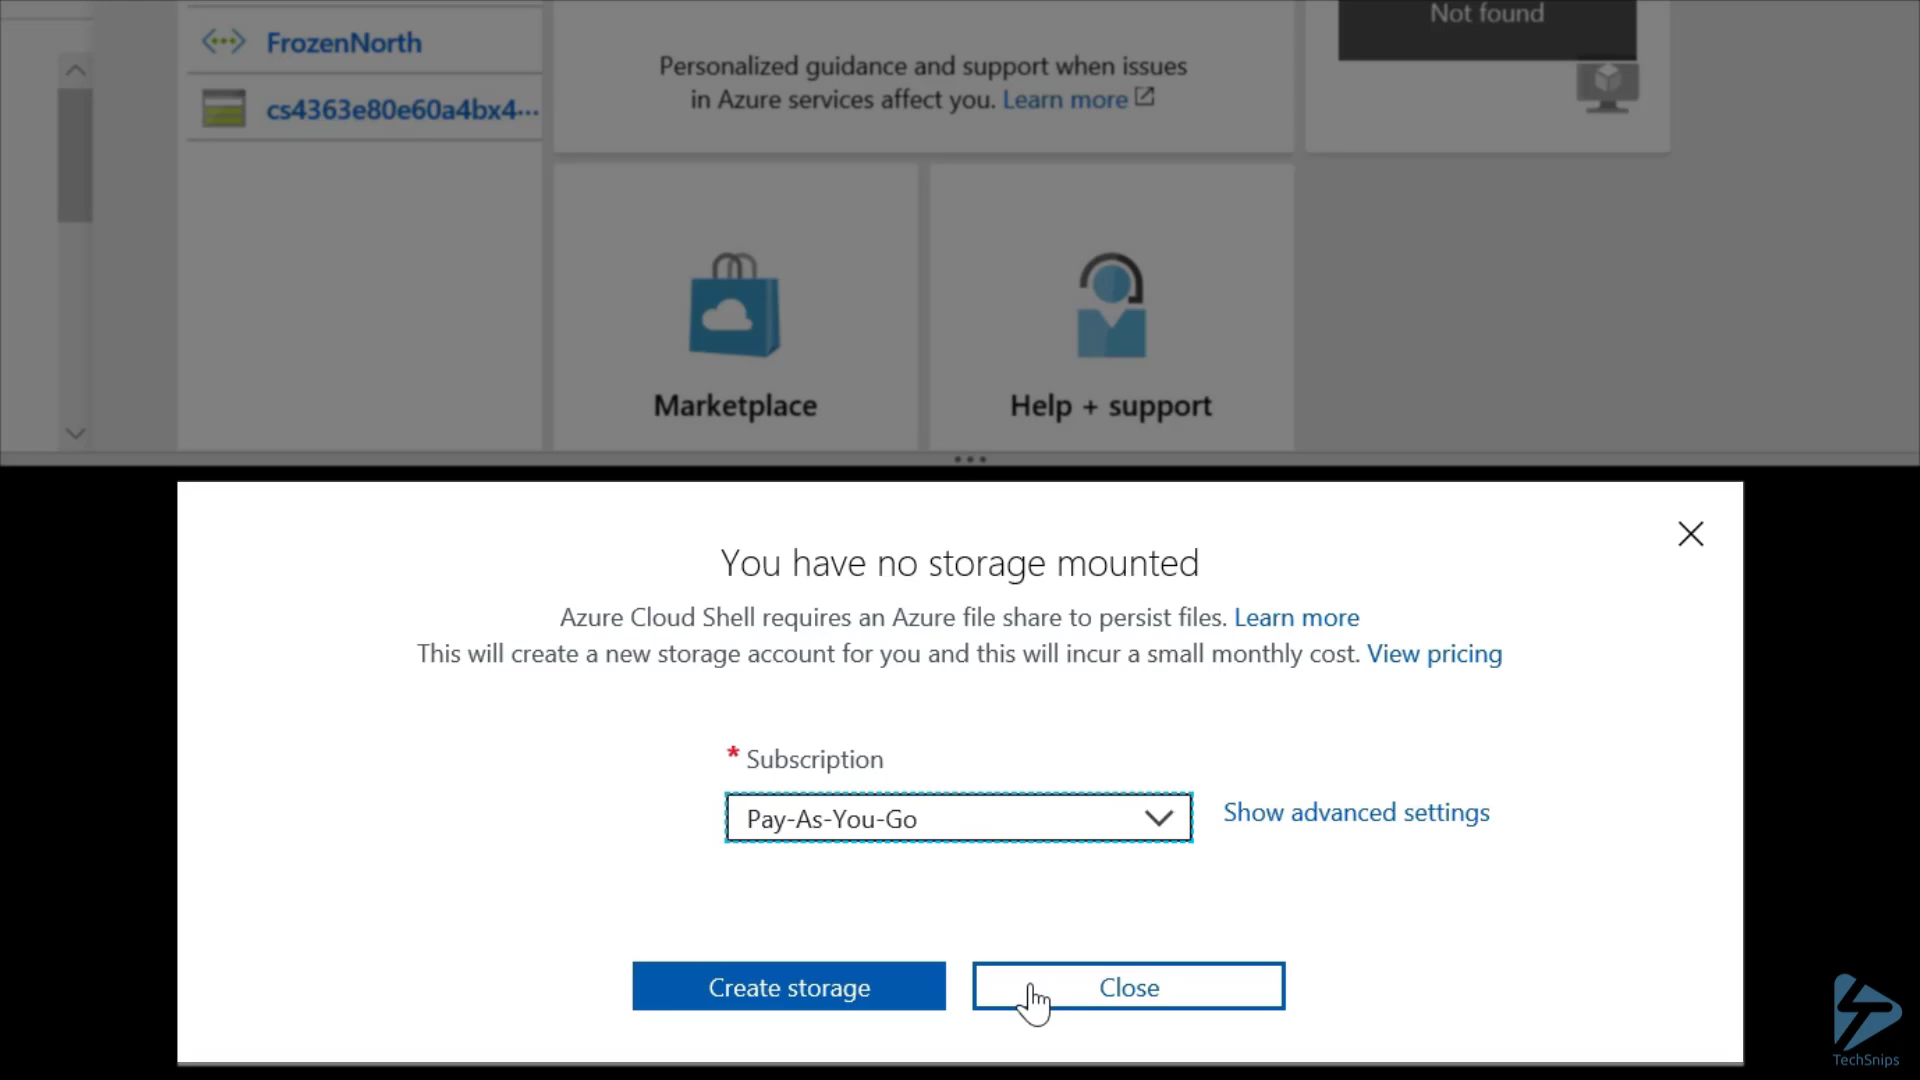 FrozenNorth
cs4363e80e60a4bx4···
Personalized guidance and support when issues
in Azure services affect you. Learn more
Not found
Marketplace
Help + support
You have no storage mounted
Azure Cloud Shell requires an Azure file share to persist files. Learn more
This will create a new storage account for you and this will incur a small monthly cost. View pricing
* Subscription
Pay-As-You-Go
Show advanced settings
Create storage
Close
TechSnips